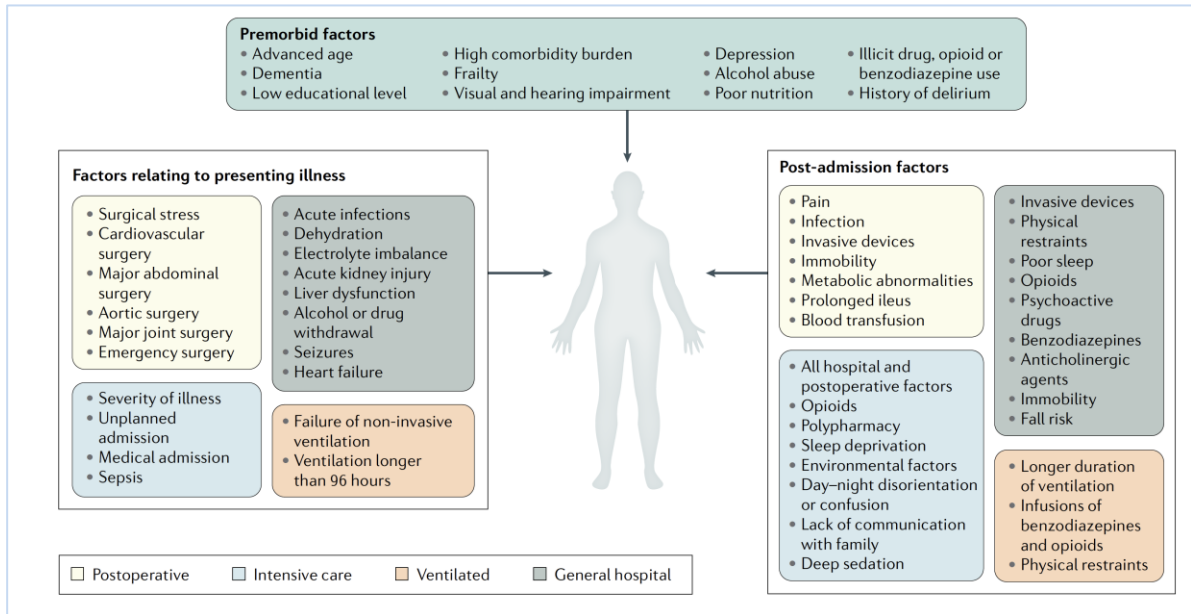 Premorbid factors
• Advanced age
• Dementia
• Low educational level
• High comorbidity burden
• Frailty
• Visual and hearing impairment
• Depression
• Alcohol abuse
• Poor nutrition
• Illicit drug, opioid or
benzodiazepine use
• History of delirium
Factors relating to presenting illness
• Surgical stress
• Cardiovascular
surgery
• Major abdominal
surgery
• Aortic surgery
• Major joint surgery
• Emergency surgery
• Acute infections
• Dehydration
• Electrolyte imbalance
• Acute kidney injury
• Liver dysfunction
• Alcohol or drug
withdrawal
• Seizures
• Heart failure
• Severity of illness
• Unplanned
admission
• Medical admission
• Sepsis
• Failure of non-invasive
ventilation
• Ventilation longer
than 96 hours
Post-admission factors
• Pain
• Infection
• Invasive devices
• Immobility
• Metabolic abnormalities
• Prolonged ileus
• Blood transfusion
• Invasive devices
• Physical
restraints
• Poor sleep
• Opioids
• Psychoactive
drugs
• Benzodiazepines
• Anticholinergic
agents
• Immobility
• Fall risk
• All hospital and
postoperative factors
• Opioids
• Polypharmacy
• Sleep deprivation
• Environmental factors
• Day–night disorientation
or confusion
• Lack of communication
with family
• Deep sedation
• Longer duration
of ventilation
• Infusions of
benzodiazepines
and opioids
• Physical restraints
Postoperative
Intensive care
Ventilated
General hospital